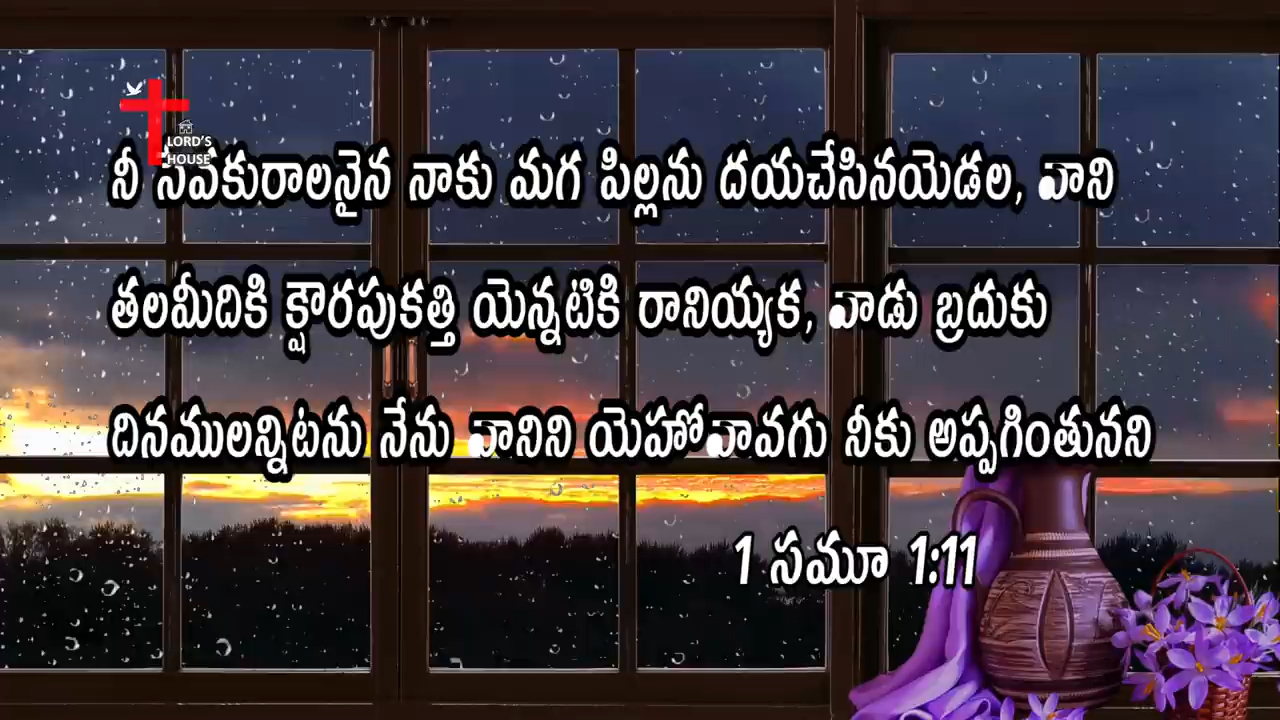 LORD'S
HOUSE
నీ సేవకురాలనైన నాకు మగ పిల్లను దయచేసినయెడల, వాని
తలమీదికి క్షౌరపుకత్తి యెన్నటికి రానియ్యక, వాడు బ్రదుకు
దినములన్నిటను నేను వానిని యెహోవావగు నీకు అప్పగింతునని
1 సమూ 1:11